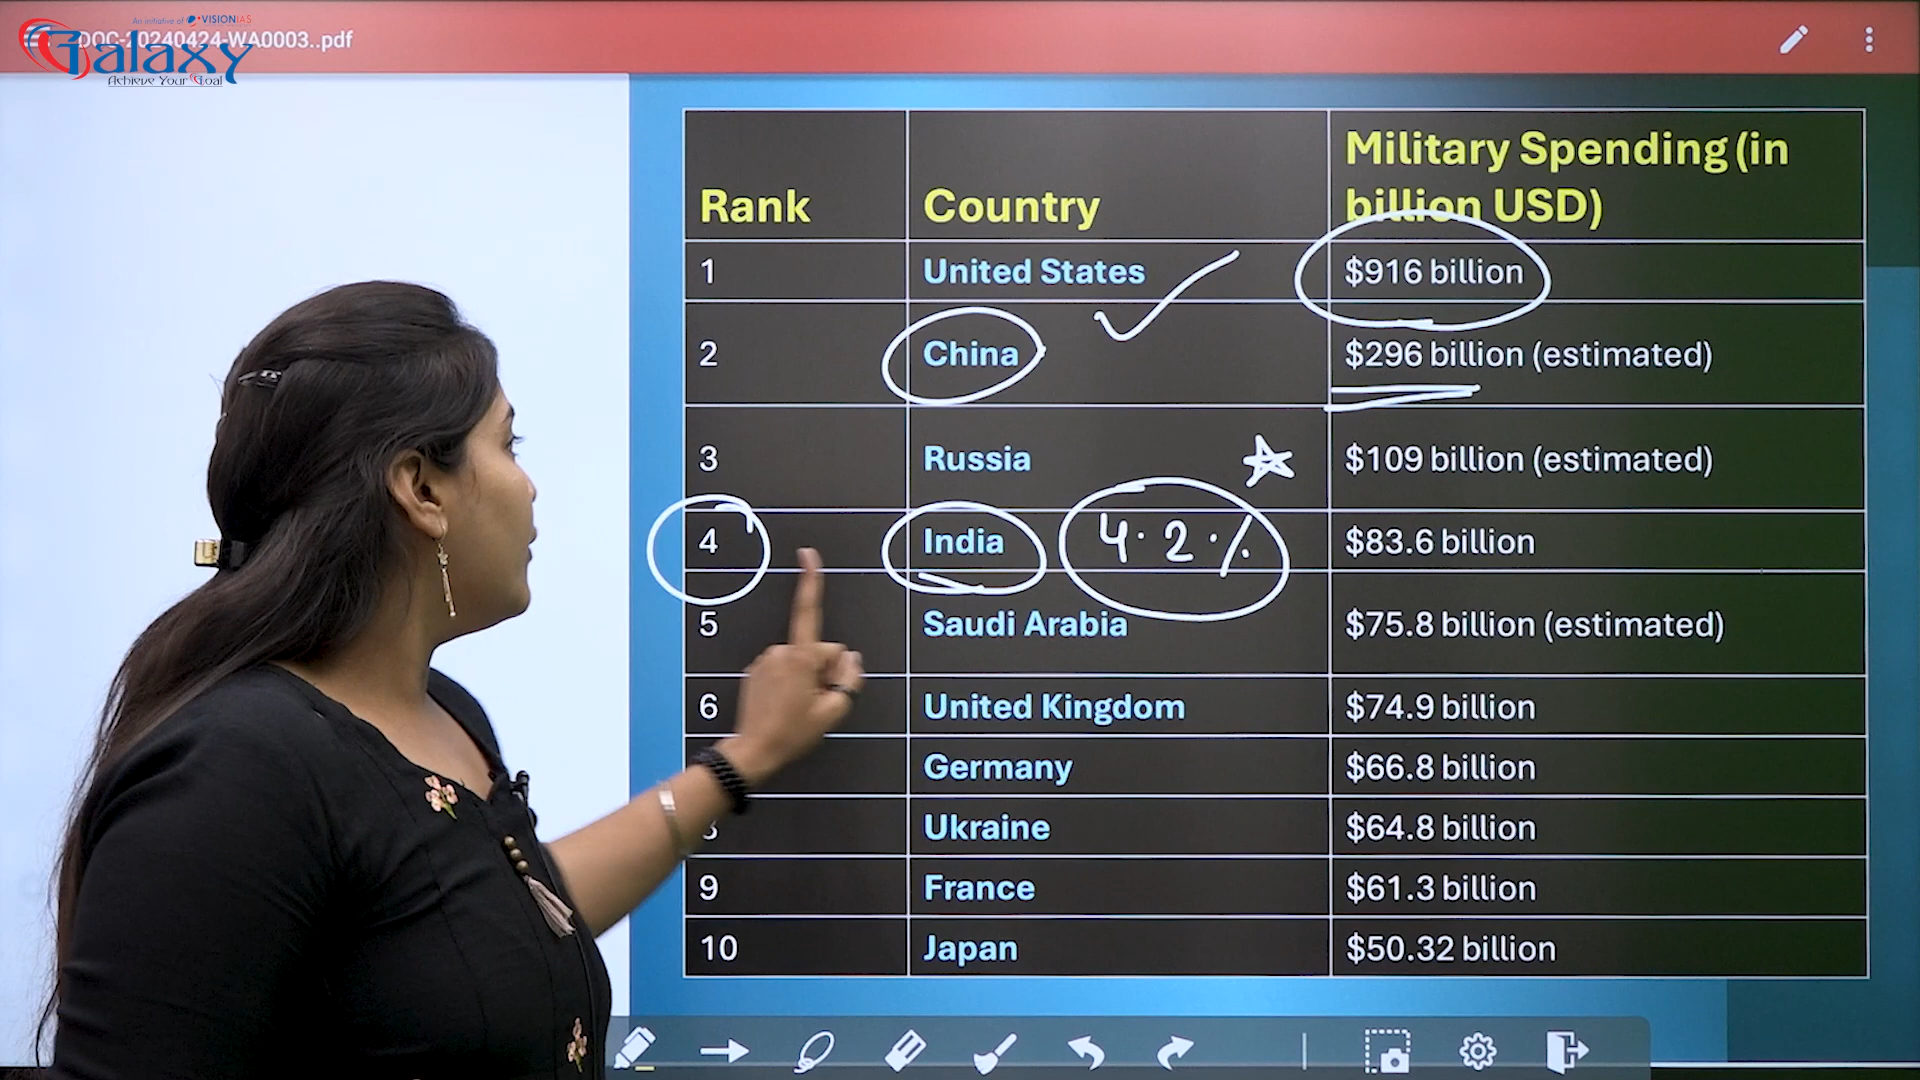 An initiative of VISIONIAS
Galaxy
Achieve Your Goal
DOC-20240424-WA0003..pdf
Rank Country Military Spending (in billion USD)
1 United States $916 billion
2 China $296 billion (estimated)
3 Russia $109 billion (estimated)
4 India 4.2% $83.6 billion
5 Saudi Arabia $75.8 billion (estimated)
6 United Kingdom $74.9 billion
Germany $66.8 billion
Ukraine $64.8 billion
9 France $61.3 billion
10 Japan $50.32 billion